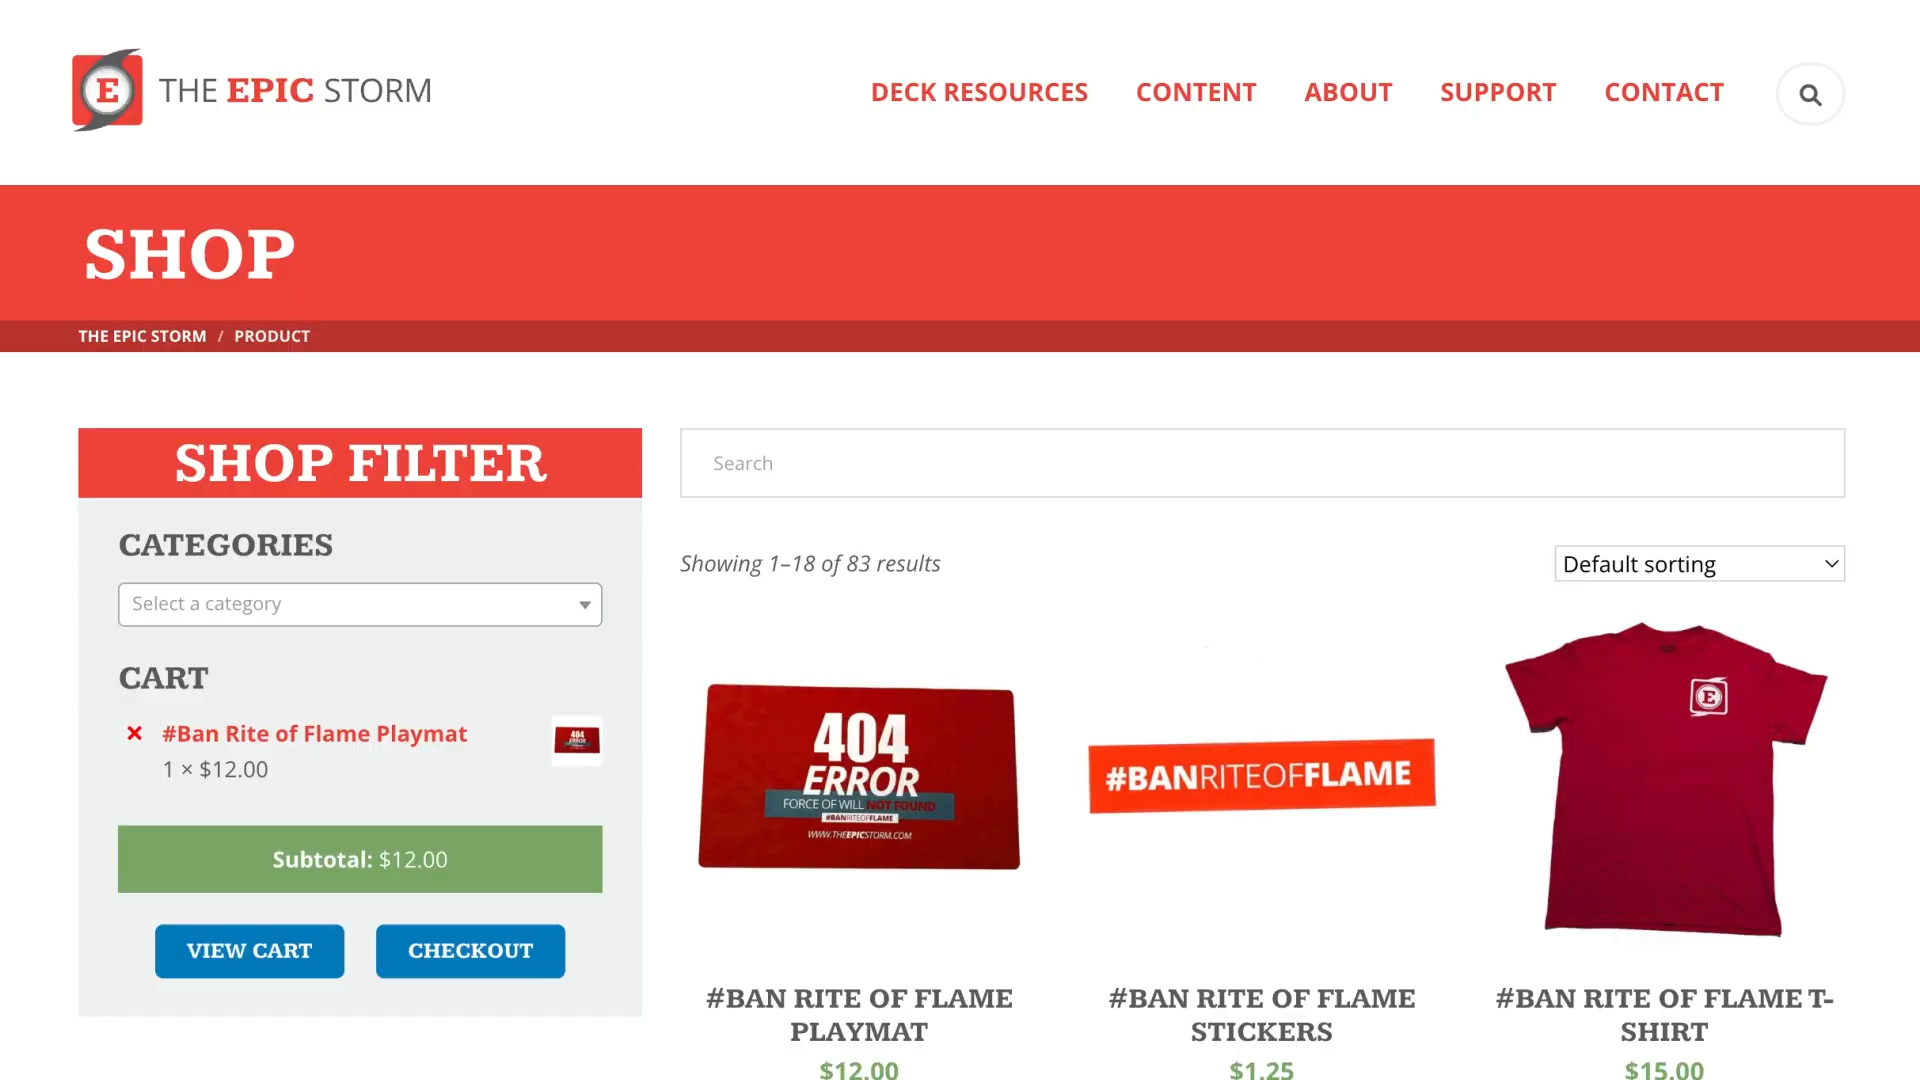 E THE EPIC STORM
DECK RESOURCES
CONTENT
ABOUT
SUPPORT
CONTACT
SHOP
THE EPIC STORM / PRODUCT
SHOP FILTER
CATEGORIES
Select a category
CART
× #Ban Rite of Flame Playmat
1 × $12.00
404
ERROR
Subtotal: $12.00
VIEW CART
CHECKOUT
Search
Showing 1–18 of 83 results
Default sorting
404
ERROR
FORCE OF WILL NOT FOUND
#BANRITEOFFLAME
WWW.THEEPICSTORM.COM
#BAN RITE OF FLAME
PLAYMAT
$12.00
#BANRITEOFFLAME
#BAN RITE OF FLAME
STICKERS
$1.25
E
#BAN RITE OF FLAME T-
SHIRT
$15.00